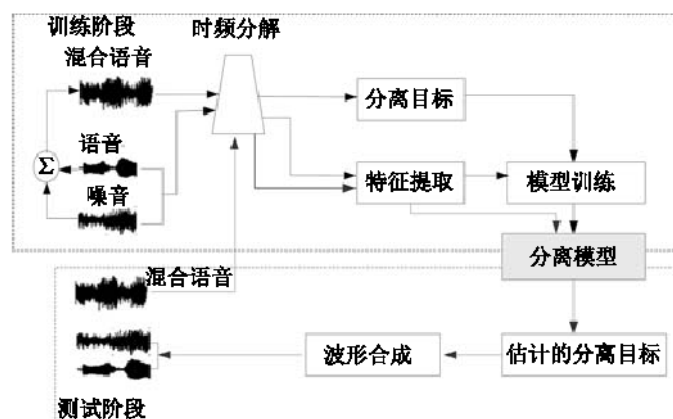 训练阶段
时频分解
混合语音
分离目标
语音
Σ
噪音
特征提取
模型训练
分离模型
混合语音
波形合成
估计的分离目标
测试阶段